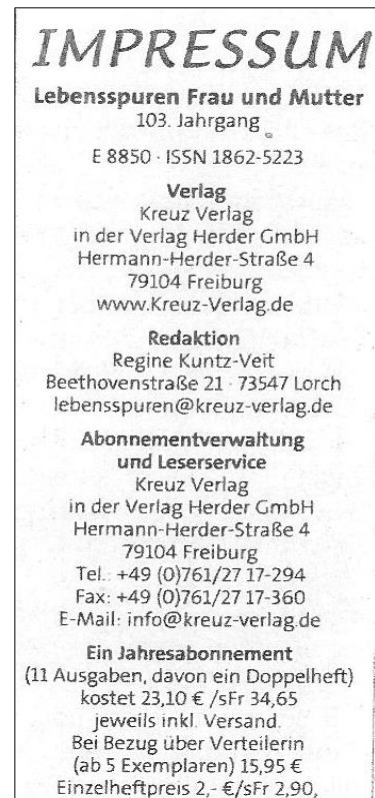 IMPRESSUM
Lebensspuren Frau und Mutter
103. Jahrgang
E 8850 · ISSN 1862-5223
Verlag
Kreuz Verlag
in der Verlag Herder GmbH
Hermann-Herder-Straße 4
79104 Freiburg
www.Kreuz-Verlag.de
Redaktion
Regine Kuntz-Veit
Beethovenstraße 21 · 73547 Lorch
lebensspuren@kreuz-verlag.de
Abonnementverwaltung
und Leserservice
Kreuz Verlag
in der Verlag Herder GmbH
Hermann-Herder-Straße 4
79104 Freiburg
Tel.: +49 (0)761/27 17-294
Fax: +49 (0)761/27 17-360
E-Mail: info@kreuz-verlag.de
Ein Jahresabonnement
(11 Ausgaben, davon ein Doppelheft)
kostet 23,10 € /sFr 34,65
jeweils inkl. Versand.
Bei Bezug über Verteilerin
(ab 5 Exemplaren) 15,95 €
Einzelheftpreis 2,- €/sFr 2,90,